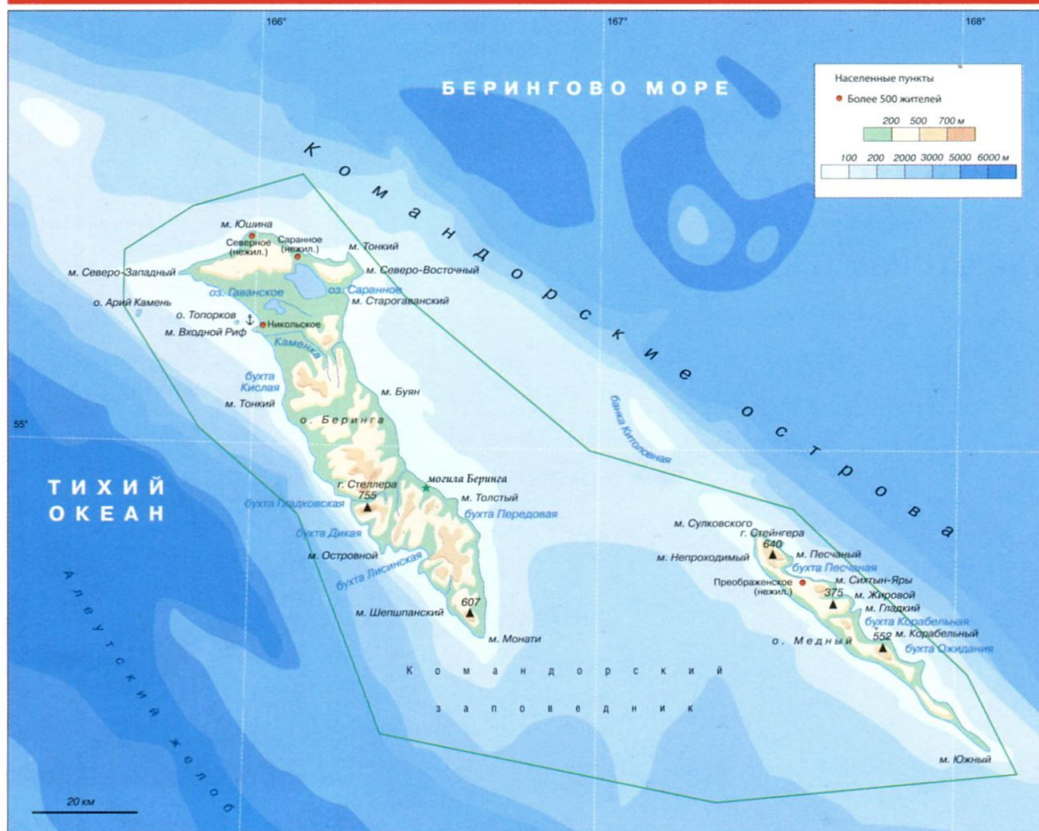 166°
167°
168°
БЕРИНГОВО МОРЕ
Населенные пункты
Более 500 жителей
200 500 700 м
100 200 2000 3000 5000 6000 м
Командорские острова
м. Юшина
Северное
(нежил.)
Саранное
(нежил.)
м. Тонкий
м. Северо-Западный
м. Северо-Восточный
оз. Гаванское
оз. Саранное
м. Старогаванский
о. Арий Камень
о. Топорков
м. Входной Риф
Никольское
Каменка
бухта
Кислая
м. Тонкий
м. Буян
о. Беринга
55°
банка Китоловная
ТИХИЙ
ОКЕАН
могила Беринга
г. Стеллера
755
бухта Гладковская
м. Толстый
бухта Передовая
бухта Дикая
м. Островной
бухта Лисинская
607
м. Шепшпанский
м. Монати
м. Сулковского
г. Стейнгера
640
м. Непроходимый
м. Песчаный
бухта Песчаная
Преображенское
(нежил.)
м. Сихтын-Яры
375
м. Жировой
м. Гладкий
бухта Корабельная
о. Медный
552
м. Корабельный
бухта Ожидания
Командорский
заповедник
м. Южный
Алеутский желоб
20 км